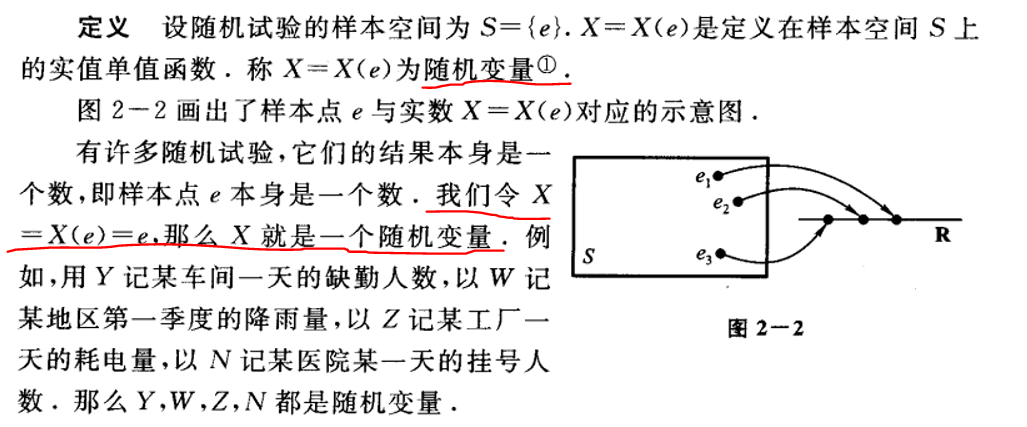 定义 设随机试验的样本空间为 S={e}. X=X(e)是定义在样本空间 S 上
的实值单值函数. 称 X=X(e)为随机变量①.
图 2-2 画出了样本点 e 与实数 X=X(e)对应的示意图.
有许多随机试验,它们的结果本身是一
个数,即样本点 e 本身是一个数. 我们令 X
=X(e)=e,那么 X 就是一个随机变量. 例
如,用 Y 记某车间一天的缺勤人数,以 W 记
某地区第一季度的降雨量,以 Z 记某工厂一
天的耗电量,以 N 记某医院某一天的挂号人
数. 那么 Y,W,Z,N 都是随机变量.
e₁
e₂
e₃
S
R
图 2-2